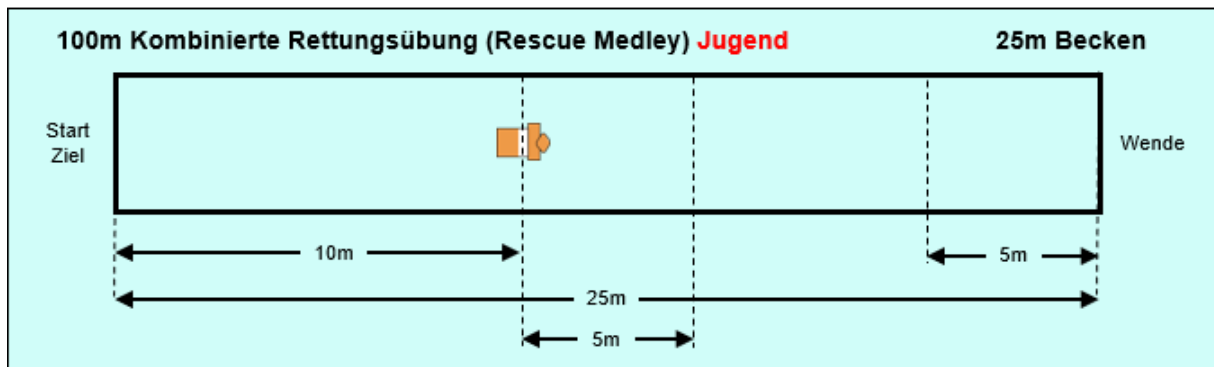 100m Kombinierte Rettungsübung (Rescue Medley) Jugend 25m Becken
Start
Ziel
Wende
10m
5m
25m
5m